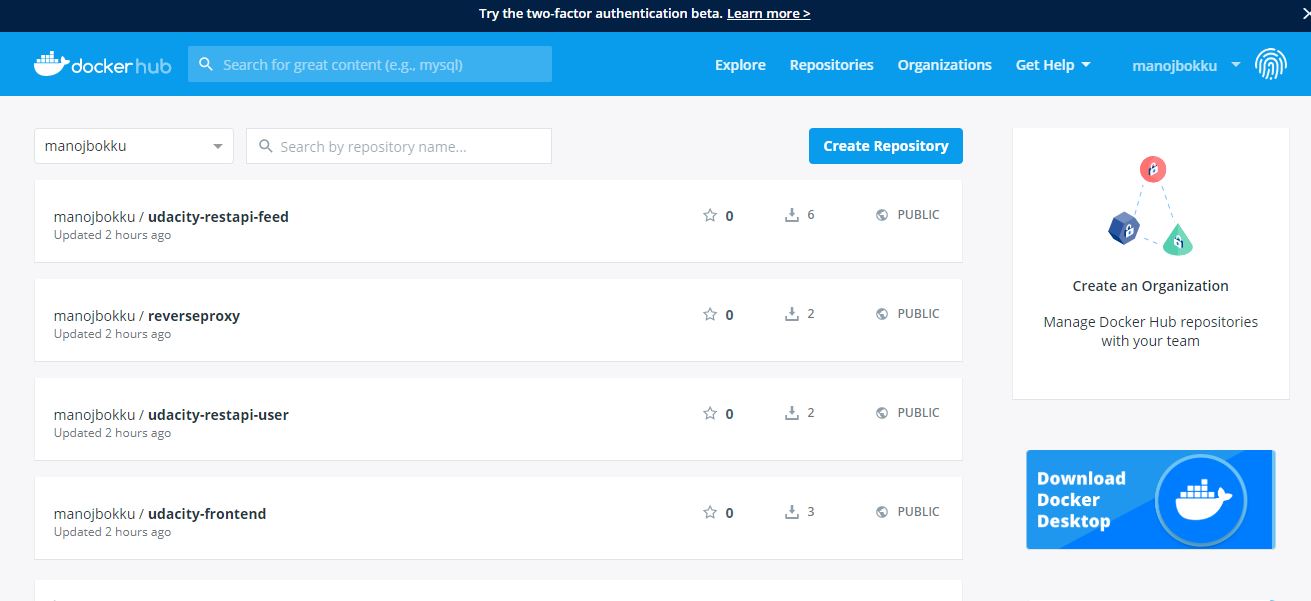 Try the two-factor authentication beta. Learn more >
docker hub
Search for great content (e.g., mysql)
Explore
Repositories
Organizations
Get Help
manojbokku
manojbokku
Search by repository name...
Create Repository
manojbokku / udacity-restapi-feed
Updated 2 hours ago
0
6
PUBLIC
manojbokku / reverseproxy
Updated 2 hours ago
0
2
PUBLIC
manojbokku / udacity-restapi-user
Updated 2 hours ago
0
2
PUBLIC
manojbokku / udacity-frontend
Updated 2 hours ago
0
3
PUBLIC
Create an Organization
Manage Docker Hub repositories
with your team
Download
Docker
Desktop